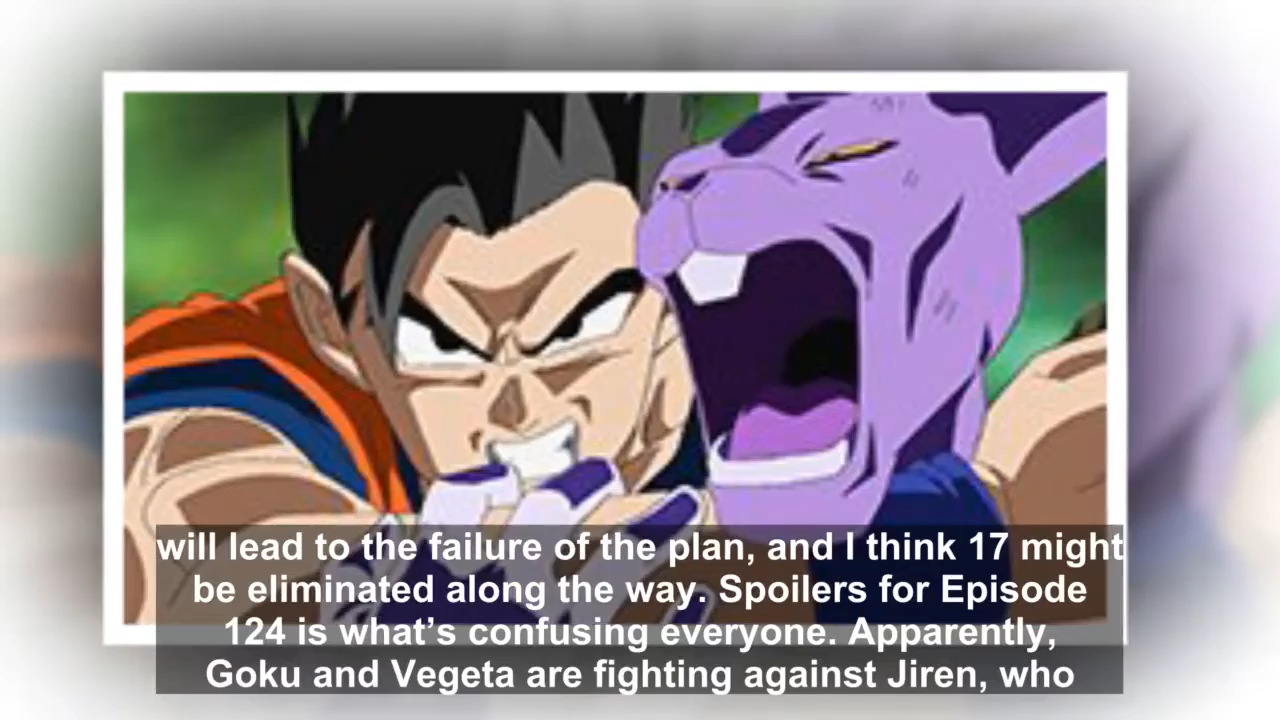 will lead to the failure of the plan, and I think 17 might
be eliminated along the way. Spoilers for Episode
124 is what’s confusing everyone. Apparently,
Goku and Vegeta are fighting against Jiren, who